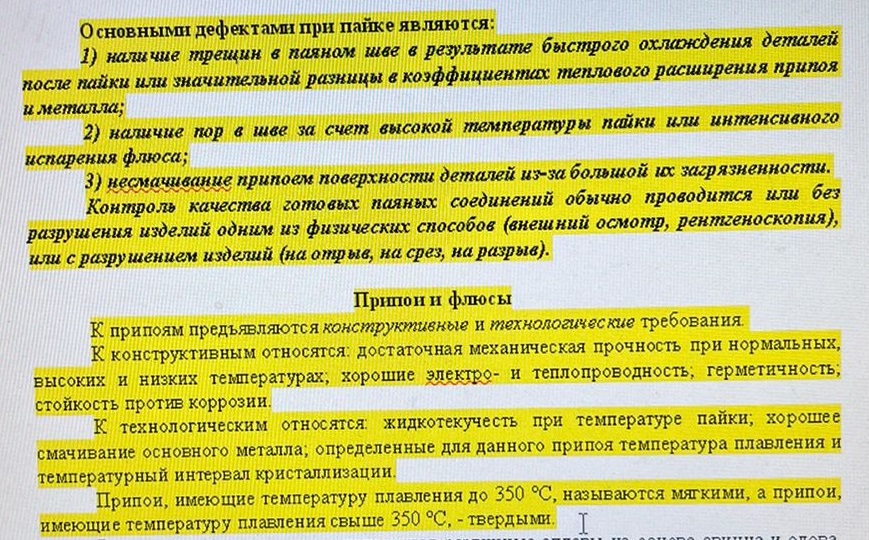 Основными дефектами при пайке являются:
1) наличие трещин в паяном шве в результате быстрого охлаждения деталей
после пайки или значительной разницы в коэффициентах теплового расширения припоя
и металла;
2) наличие пор в шве за счет высокой температуры пайки или интенсивного
испарения флюса;
3) несмачивание припоем поверхности деталей из-за большой их загрязненности.
Контроль качества готовых паяных соединений обычно проводится или без
разрушения изделий одним из физических способов (внешний осмотр, рентгеноскопия),
или с разрушением изделий (на отрыв, на срез, на разрыв).
Припои и флюсы
К припоям предъявляются конструктивные и технологические требования.
К конструктивным относятся: достаточная механическая прочность при нормальных,
высоких и низких температурах; хорошие электро- и теплопроводность; герметичность;
стойкость против коррозии.
К технологическим относятся: жидкотекучесть при температуре пайки; хорошее
смачивание основного металла; определенные для данного припоя температура плавления и
температурный интервал кристаллизации.
Припои, имеющие температуру плавления до 350 °С, называются мягкими, а припои,
имеющие температуру плавления свыше 350 °С, - твердыми.